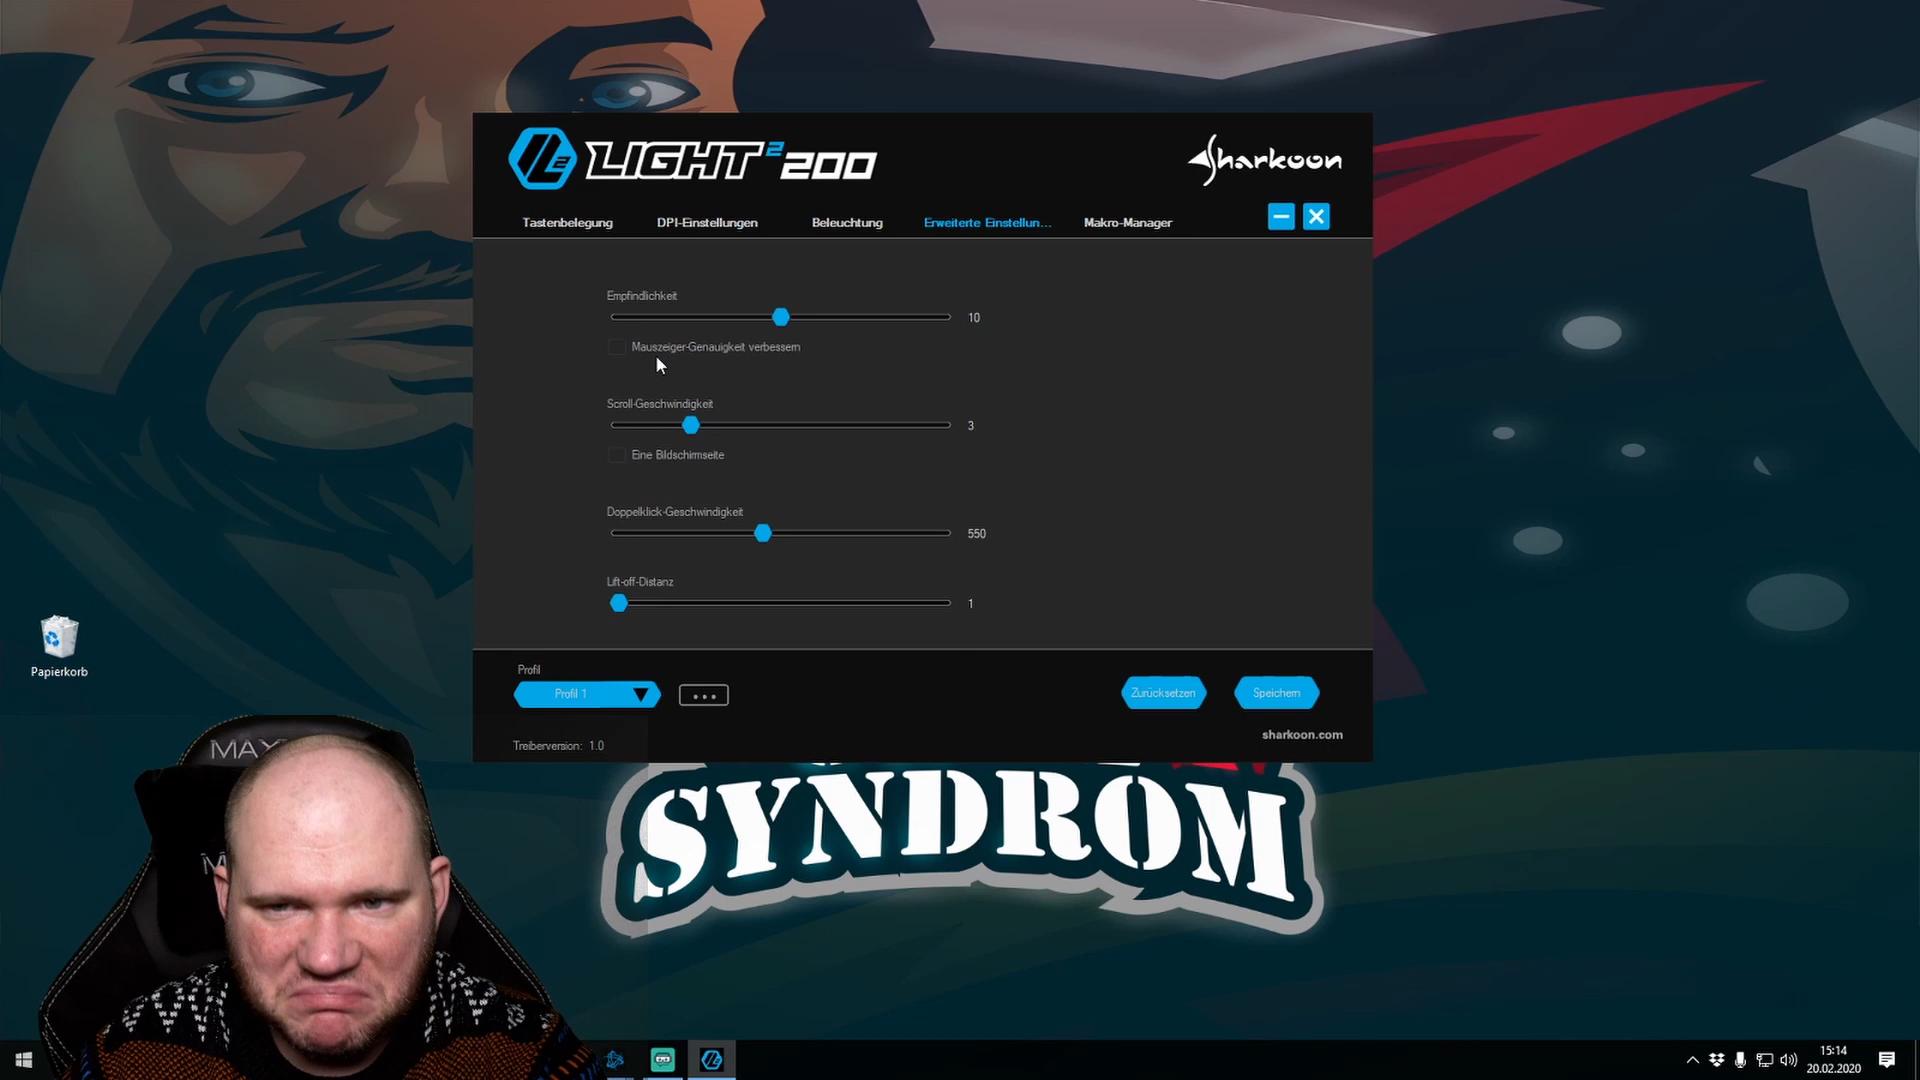 LIGHT² 200
Sharkoon
Tastenbelegung
DPI-Einstellungen
Beleuchtung
Erweiterte Einstellun...
Makro-Manager
Empfindlichkeit
10
Mauszeiger-Genauigkeit verbessern
Scroll-Geschwindigkeit
3
Eine Bildschirmseite
Doppelklick-Geschwindigkeit
550
Lift-off-Distanz
1
Profil
Profil 1
...
Zurücksetzen
Speichern
Treiberversion: 1.0
sharkoon.com
Papierkorb
SYNDROM
15:14
20.02.2020